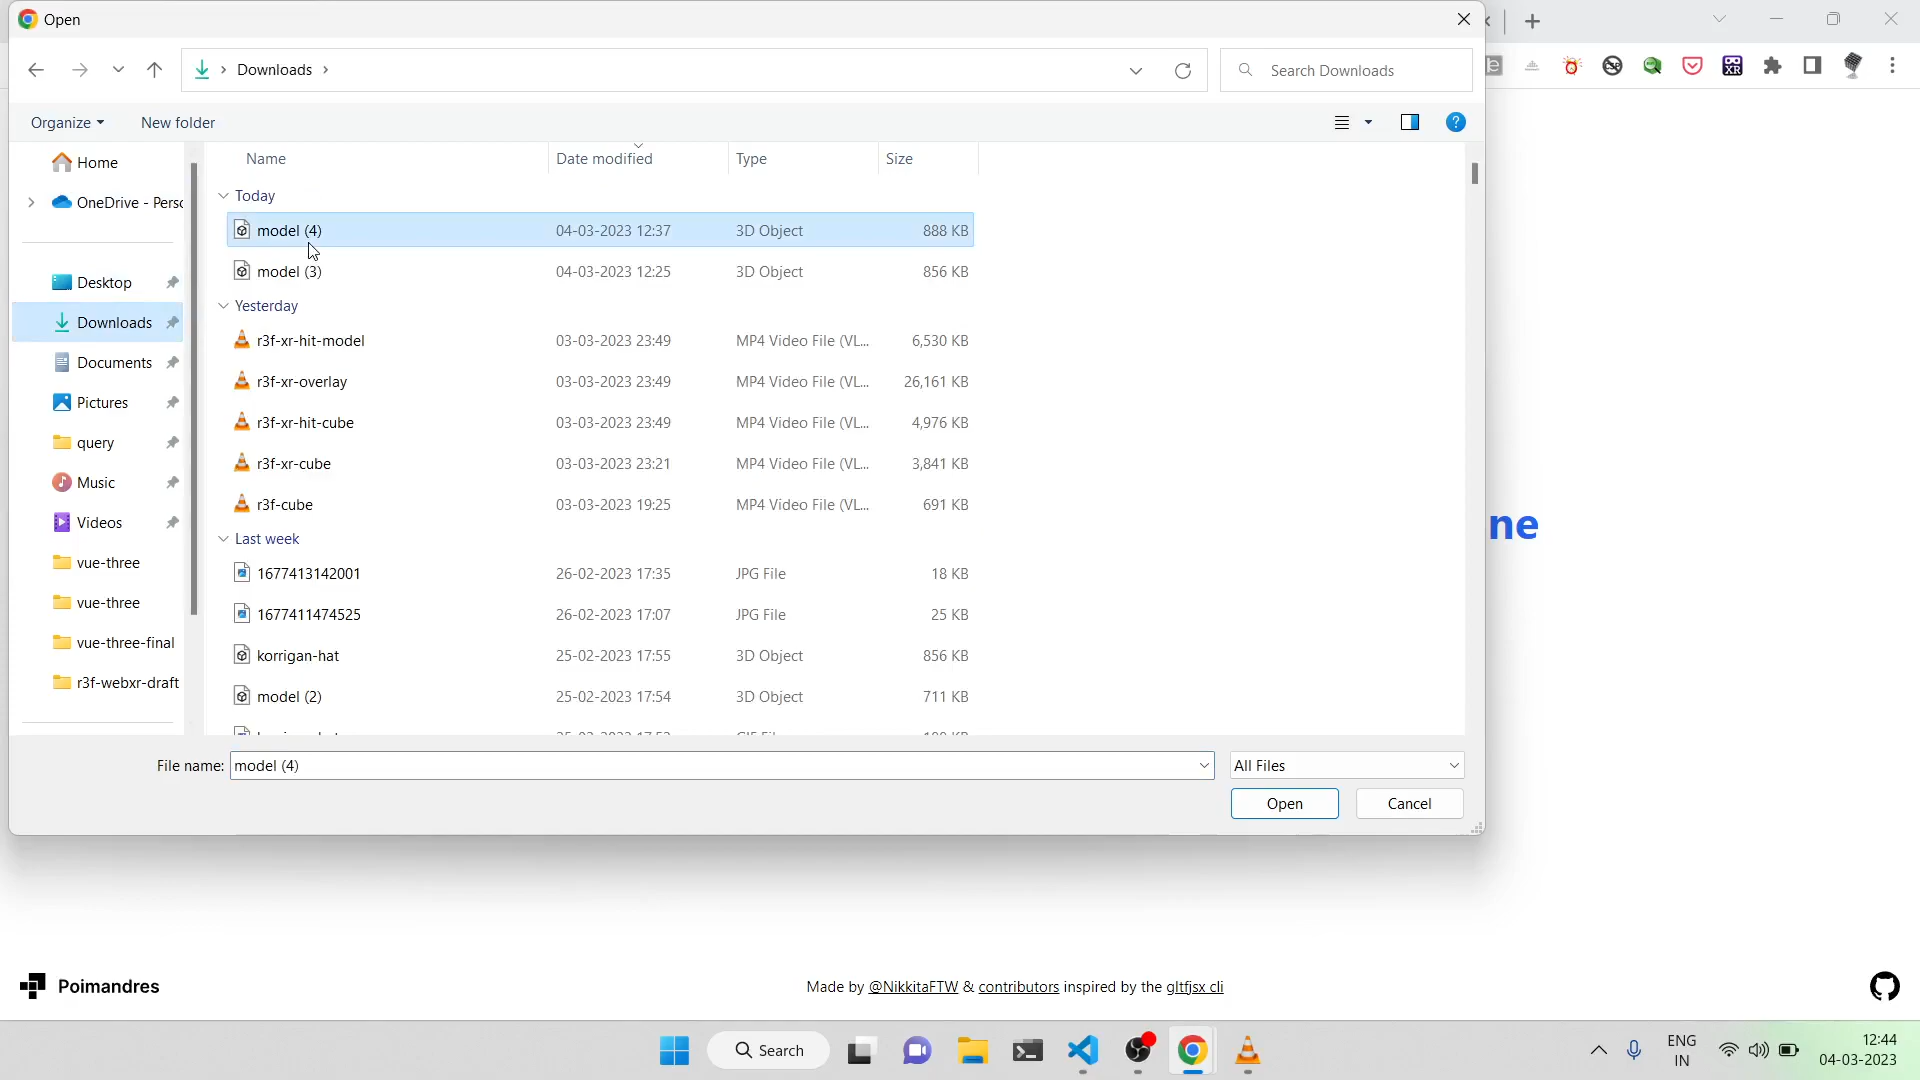 Open
Downloads
Search Downloads
Organize
New folder
Name
Date modified
Type
Size
Home
OneDrive - Perso
Desktop
Downloads
Documents
Pictures
query
Music
Videos
vue-three
vue-three
vue-three-final
r3f-webxr-draft
Today
model (4) 04-03-2023 12:37 3D Object 888 KB
model (3) 04-03-2023 12:25 3D Object 856 KB
Yesterday
r3f-xr-hit-model 03-03-2023 23:49 MP4 Video File (VL... 6,530 KB
r3f-xr-overlay 03-03-2023 23:49 MP4 Video File (VL... 26,161 KB
r3f-xr-hit-cube 03-03-2023 23:49 MP4 Video File (VL... 4,976 KB
r3f-xr-cube 03-03-2023 23:21 MP4 Video File (VL... 3,841 KB
r3f-cube 03-03-2023 19:25 MP4 Video File (VL... 691 KB
Last week
1677413142001 26-02-2023 17:35 JPG File 18 KB
1677411474525 26-02-2023 17:07 JPG File 25 KB
korrigan-hat 25-02-2023 17:55 3D Object 856 KB
model (2) 25-02-2023 17:54 3D Object 711 KB
File name: model (4)
All Files
Open
Cancel
ne
Poimandres
Made by @NikkitaFTW & contributors inspired by the gltfjsx cli
Search
ENG
IN
12:44
04-03-2023